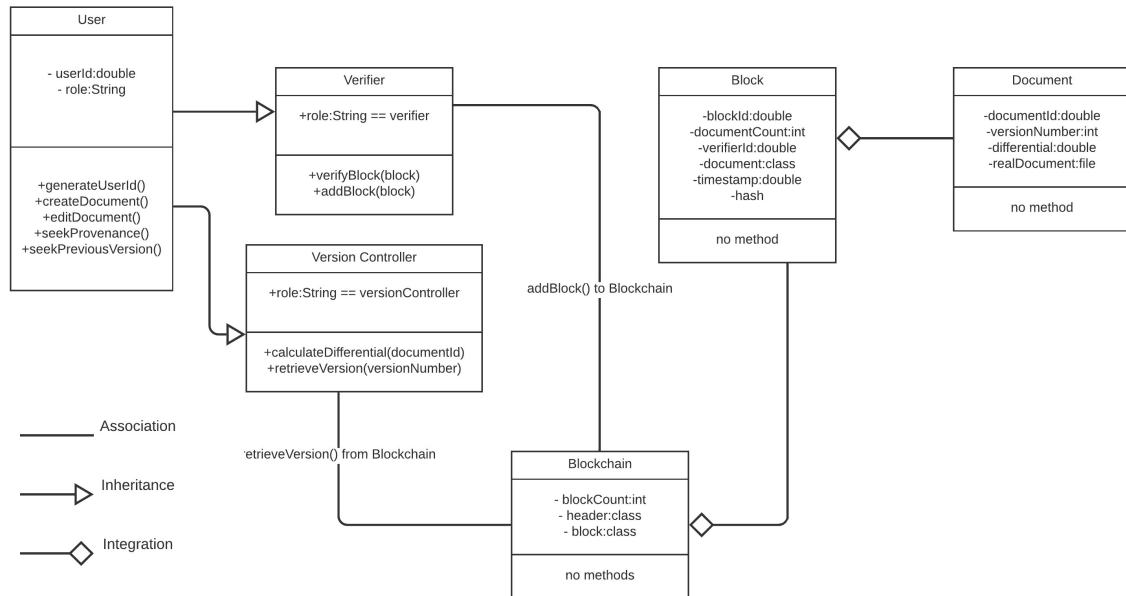 User
- userId:double
- role:String
+generateUserId()
+createDocument()
+editDocument()
+seekProvenance()
+seekPreviousVersion()
Verifier
+role:String == verifier
+verifyBlock(block)
+addBlock(block)
Version Controller
+role:String == versionController
+calculateDifferential(documentId)
+retrieveVersion(versionNumber)
Block
-blockId:double
-documentCount:int
-verifierId:double
-document:class
-timestamp:double
-hash
no method
Document
-documentId:double
-versionNumber:int
-differential:double
-realDocument:file
no method
addBlock() to Blockchain
etrieveVersion() from Blockchain
Blockchain
- blockCount:int
- header:class
- block:class
no methods
Association
Inheritance
Integration